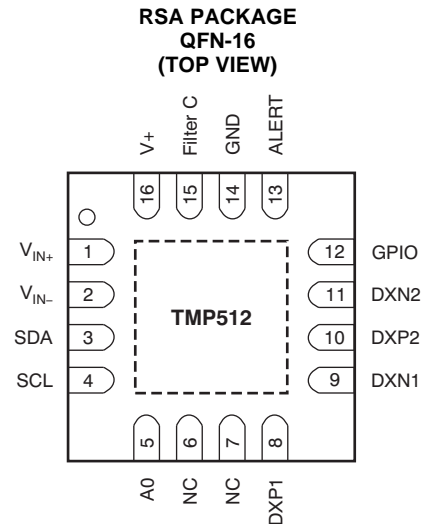 RSA PACKAGE
QFN-16
(TOP VIEW)
V+
Filter C
GND
ALERT
16
15
14
13
VIN+ 1
12 GPIO
VIN– 2
11 DXN2
TMP512
SDA 3
10 DXP2
SCL 4
9 DXN1
5
6
7
8
A0
NC
NC
DXP1